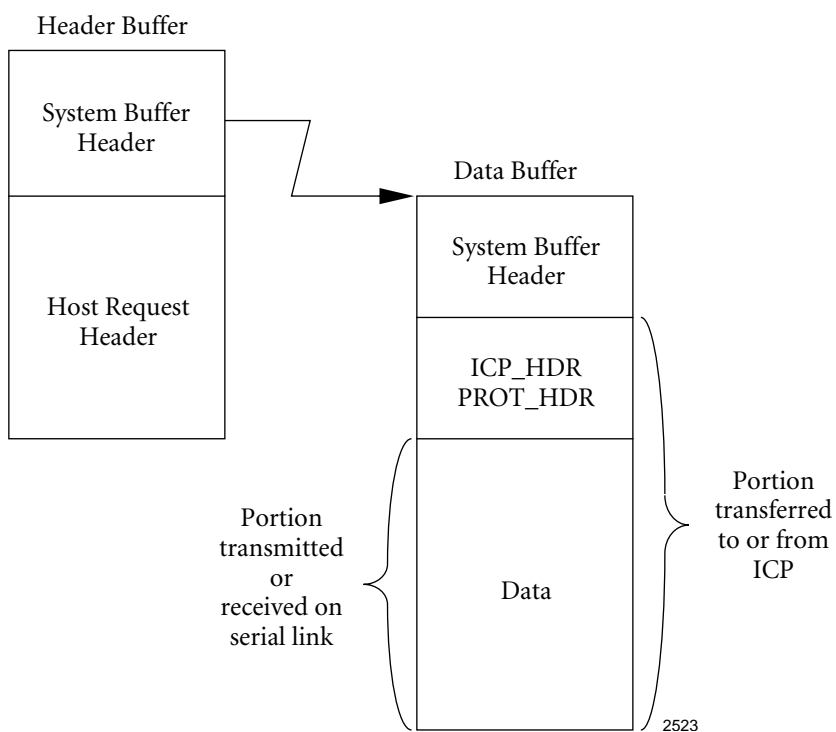 Header Buffer
System Buffer
Header
Host Request
Header
Data Buffer
System Buffer
Header
ICP_HDR
PROT_HDR
Data
Portion
transmitted
or
received on
serial link
Portion
transferred
to or from
ICP
2523